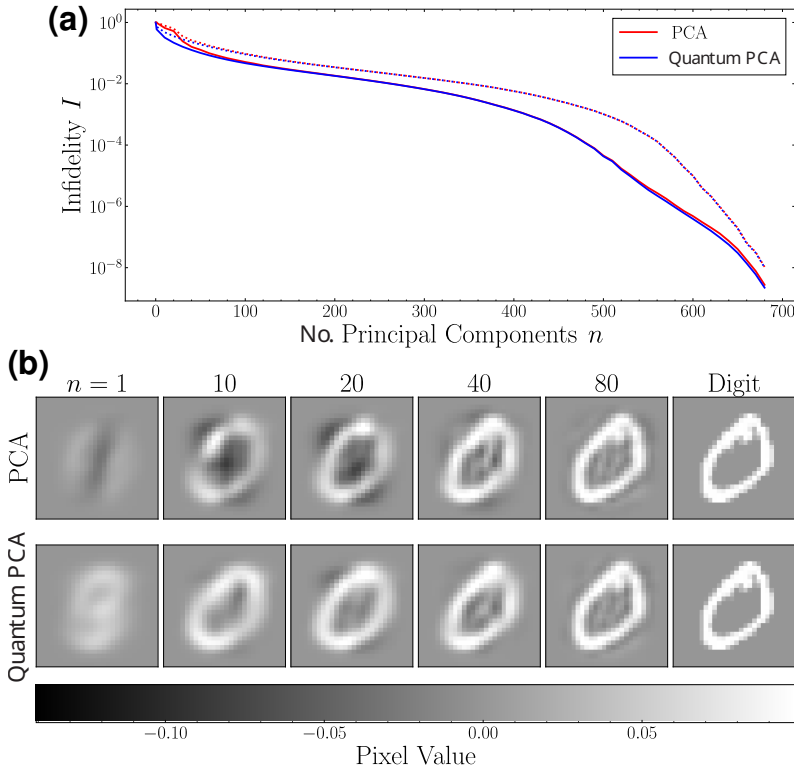 (a)
10^0
10^−2
10^−4
10^−6
10^−8
Infidelity I
PCA
Quantum PCA
0 100 200 300 400 500 600 700
No. Principal Components n
(b)
n = 1 10 20 40 80 Digit
PCA
Quantum PCA
−0.10 −0.05 0.00 0.05
Pixel Value